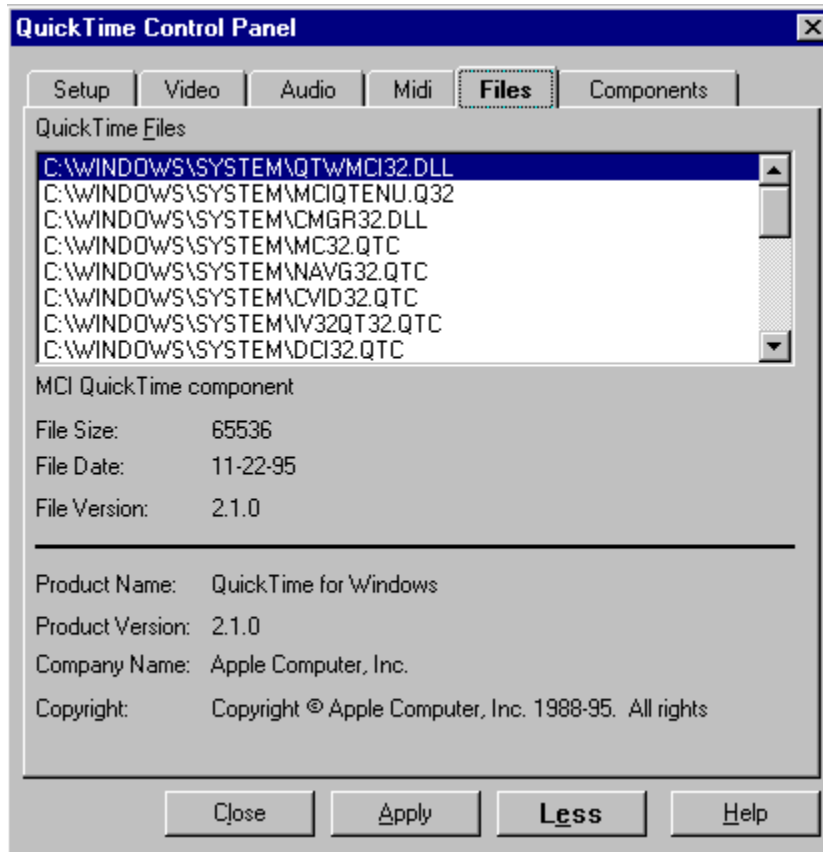 QuickTime Control Panel
Setup Video Audio Midi Files Components
QuickTime Files
C:\WINDOWS\SYSTEM\QTWMCI32.DLL
C:\WINDOWS\SYSTEM\MCIQTENU.Q32
C:\WINDOWS\SYSTEM\CMGR32.DLL
C:\WINDOWS\SYSTEM\MC32.QTC
C:\WINDOWS\SYSTEM\NAVG32.QTC
C:\WINDOWS\SYSTEM\CVID32.QTC
C:\WINDOWS\SYSTEM\IV32QT32.QTC
C:\WINDOWS\SYSTEM\DCI32.QTC
MCI QuickTime component
File Size: 65536
File Date: 11-22-95
File Version: 2.1.0
Product Name: QuickTime for Windows
Product Version: 2.1.0
Company Name: Apple Computer, Inc.
Copyright: Copyright © Apple Computer, Inc. 1988-95. All rights
Close Apply Less Help